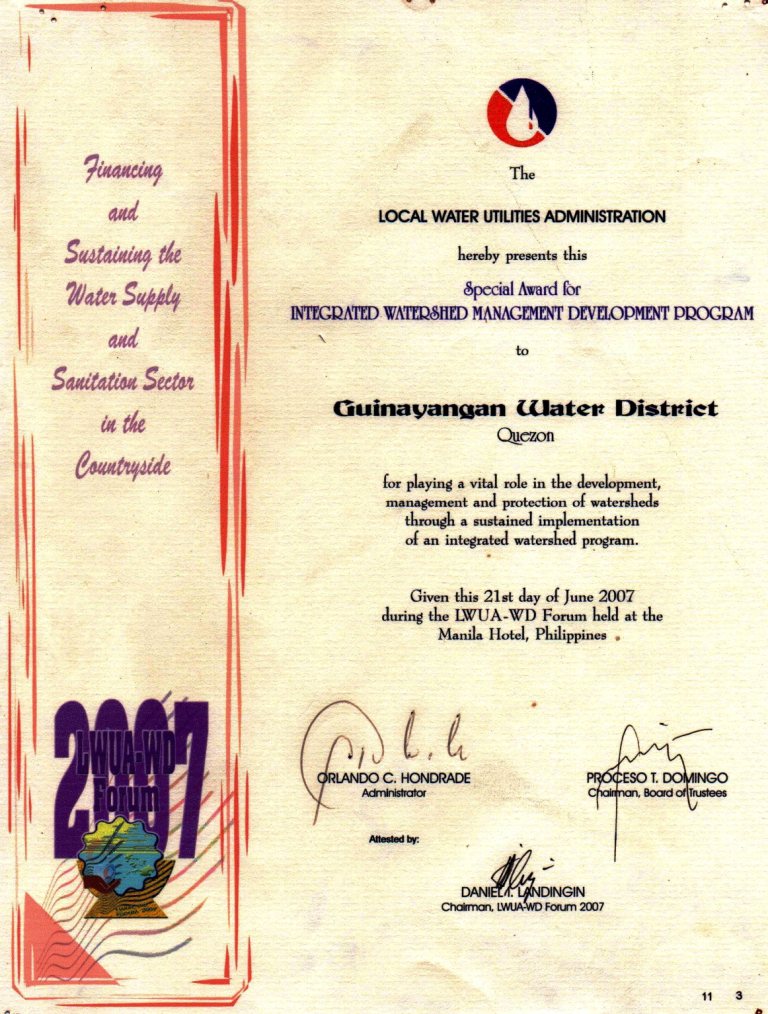 Financing
and
Sustaining the
Water Supply
and
Sanitation Sector
in the
Countryside
The
LOCAL WATER UTILITIES ADMINISTRATION
hereby presents this
Special Award for
INTEGRATED WATERSHED MANAGEMENT DEVELOPMENT PROGRAM
to
Guinayangan Water District
Quezon
for playing a vital role in the development,
management and protection of watersheds
through a sustained implementation
of an integrated watershed program.
Given this 21st day of June 2007
during the LWUA-WD Forum held at the
Manila Hotel, Philippines
2007
LWUA-WD
Forum
ORLANDO C. HONDRADE
Administrator
PROCESO T. DOMINGO
Chairman, Board of Trustees
Attested by:
DANIEL I. LANDINGIN
Chairman, LWUA-WD Forum 2007
11 3